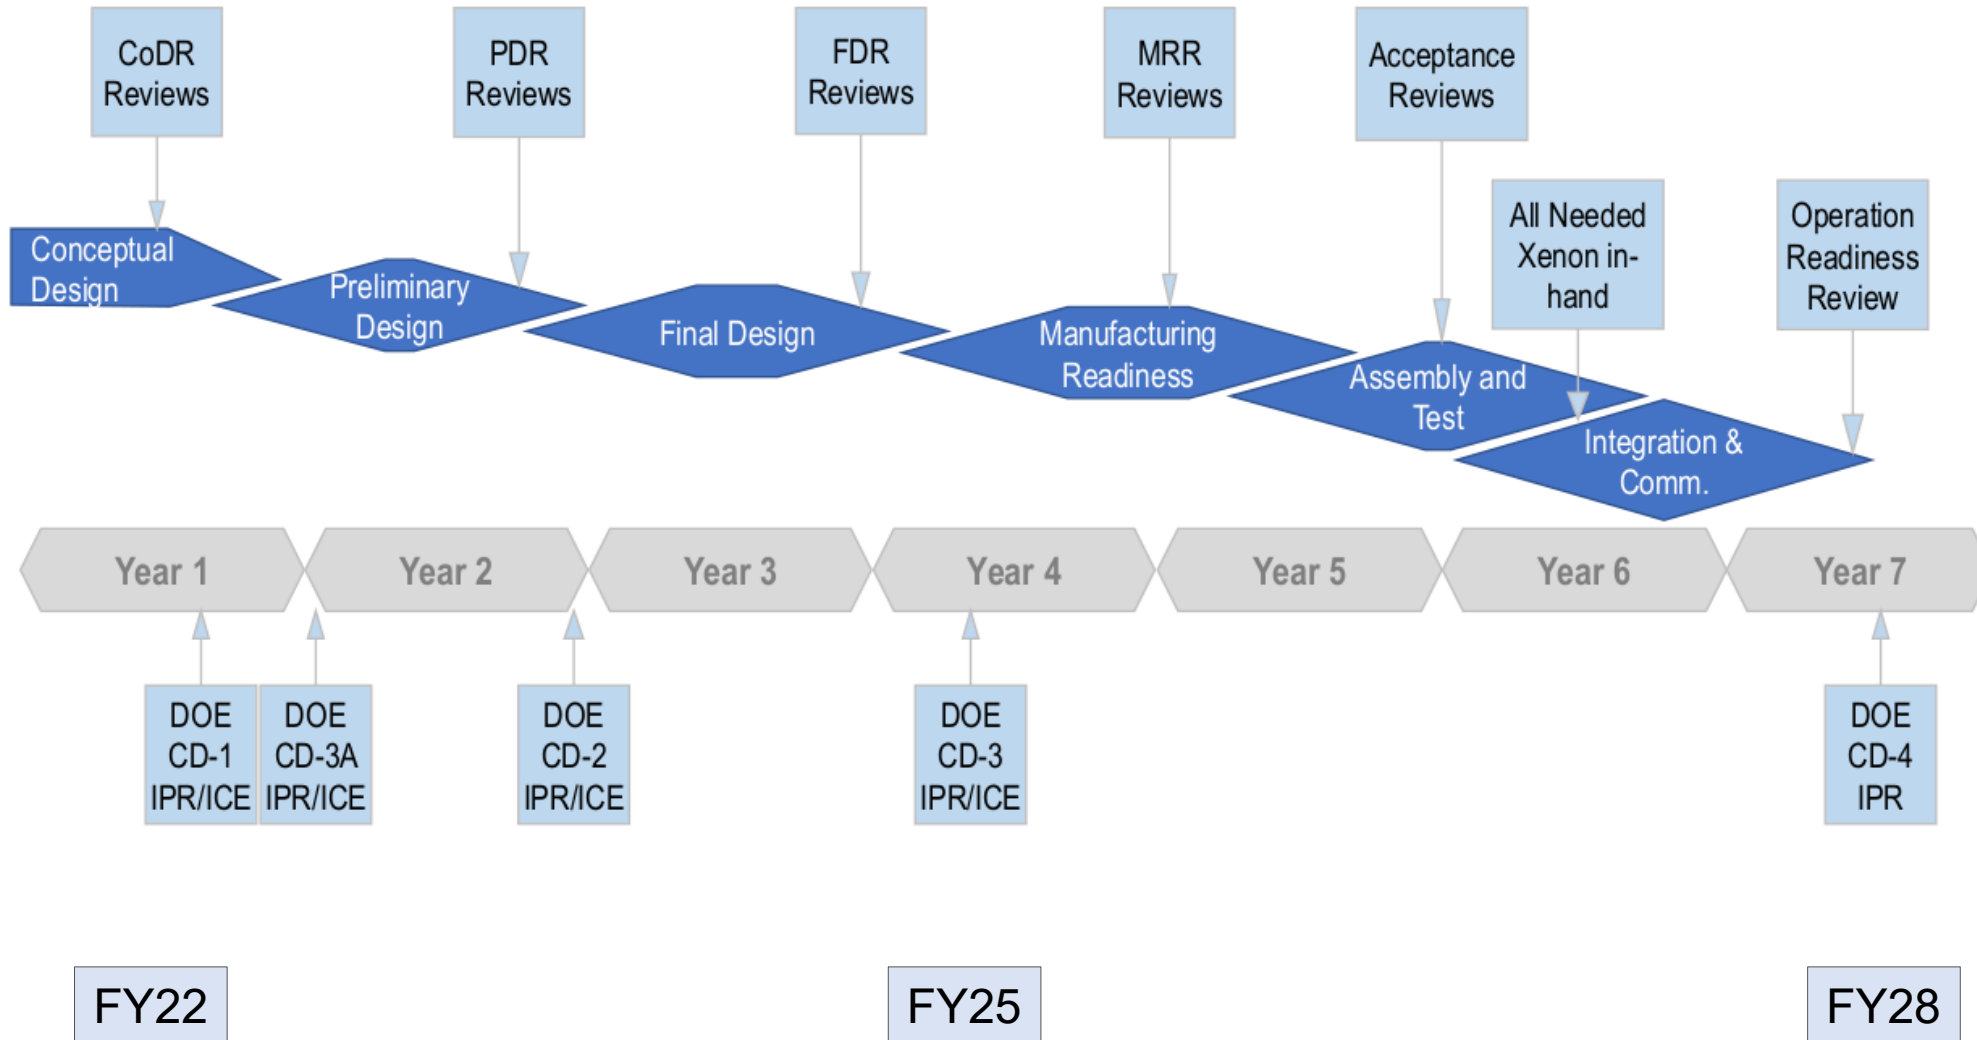 CoDR
Reviews
PDR
Reviews
FDR
Reviews
MRR
Reviews
Acceptance
Reviews
All Needed
Xenon in-
hand
Operation
Readiness
Review
Conceptual
Design
Preliminary
Design
Final Design
Manufacturing
Readiness
Assembly and
Test
Integration &
Comm.
Year 1
Year 2
Year 3
Year 4
Year 5
Year 6
Year 7
DOE
CD-1
IPR/ICE
DOE
CD-3A
IPR/ICE
DOE
CD-2
IPR/ICE
DOE
CD-3
IPR/ICE
DOE
CD-4
IPR
FY22
FY25
FY28